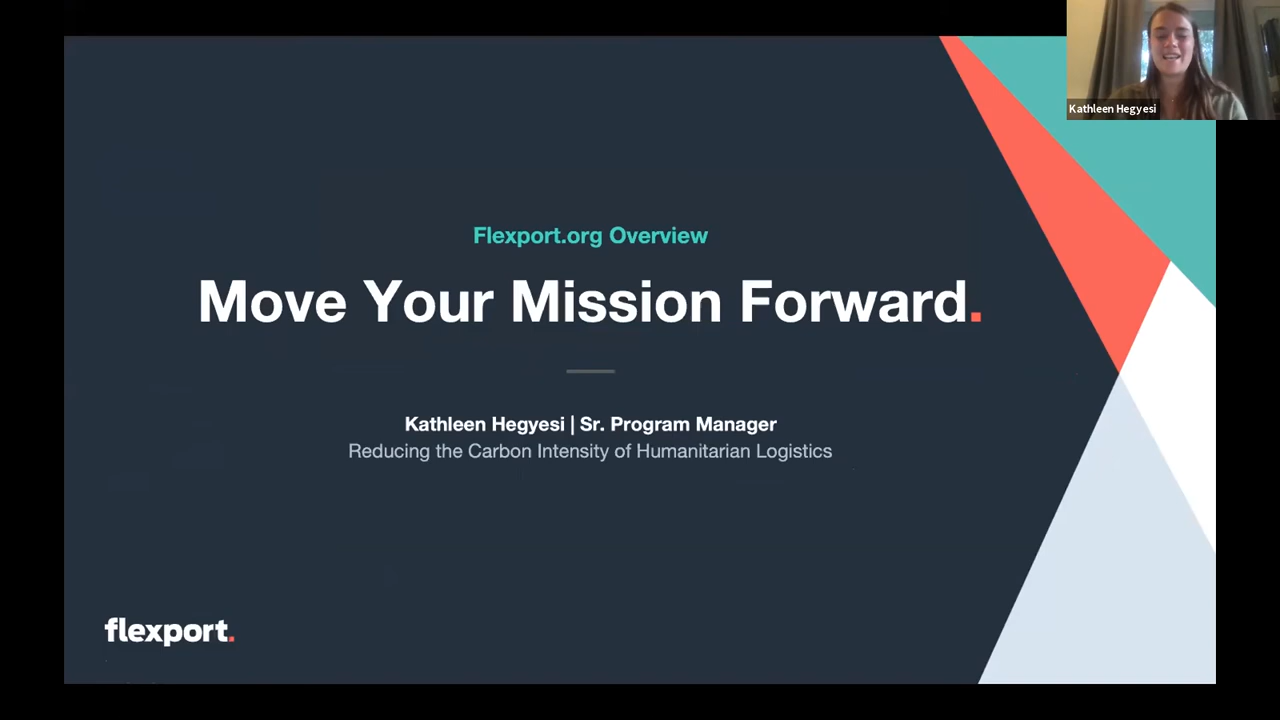 Kathleen Hegyesi
Flexport.org Overview
Move Your Mission Forward.
Kathleen Hegyesi | Sr. Program Manager
Reducing the Carbon Intensity of Humanitarian Logistics
flexport.